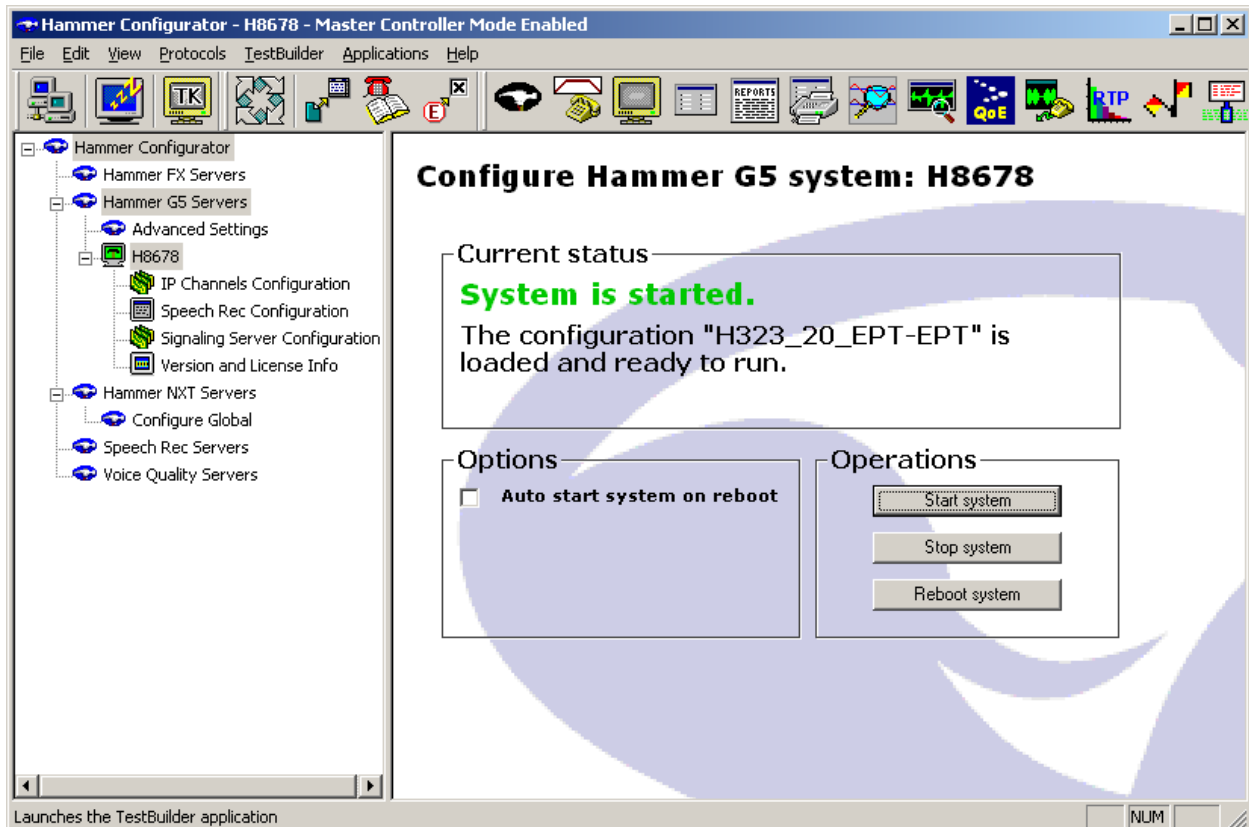 Hammer Configurator - H8678 - Master Controller Mode Enabled
File Edit View Protocols TestBuilder Applications Help
TK
E
REPORTS
QoE
RTP
Hammer Configurator
Hammer FX Servers
Hammer G5 Servers
Advanced Settings
H8678
IP Channels Configuration
Speech Rec Configuration
Signaling Server Configuration
Version and License Info
Hammer NXT Servers
Configure Global
Speech Rec Servers
Voice Quality Servers
Configure Hammer G5 system: H8678
Current status
System is started.
The configuration "H323_20_EPT-EPT" is
loaded and ready to run.
Options
Auto start system on reboot
Operations
Start system
Stop system
Reboot system
Launches the TestBuilder application
NUM